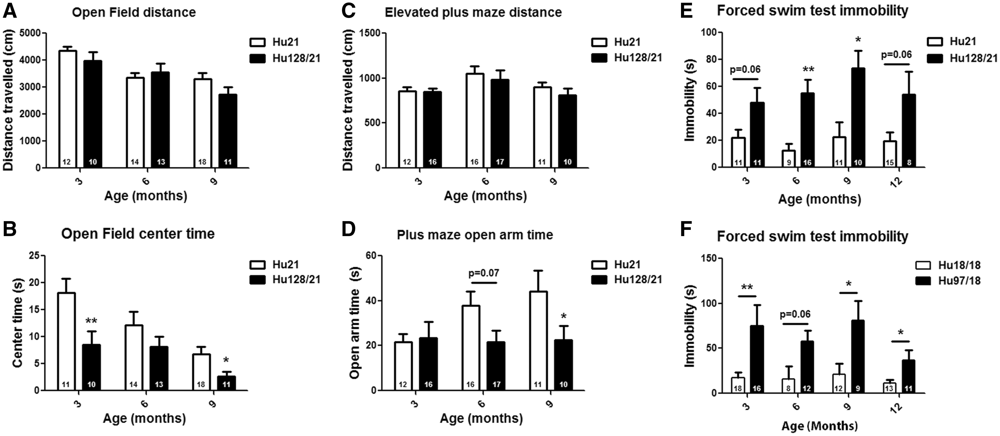 A
Open Field distance
Distance travelled (cm)
5000
4000
3000
2000
1000
0
12
10
14
13
18
11
3
6
9
Age (months)
Hu21
Hu128/21
B
Open Field center time
Center time (s)
25
20
15
10
5
0
**
*
11
10
14
13
18
11
3
6
9
Age (months)
Hu21
Hu128/21
C
Elevated plus maze distance
Distance travelled (cm)
1500
1000
500
0
12
16
16
17
11
10
3
6
9
Age (months)
Hu21
Hu128/21
D
Plus maze open arm time
Open arm time (s)
60
40
20
0
p=0.07
*
12
16
16
17
11
10
3
6
9
Age (months)
Hu21
Hu128/21
E
Forced swim test immobility
Immobility (s)
100
80
60
40
20
0
p=0.06
**
*
p=0.06
11
11
9
16
11
10
15
8
3
6
9
12
Age (months)
Hu21
Hu128/21
F
Forced swim test immobility
Immobility (s)
150
100
50
0
**
p=0.06
*
*
18
16
8
12
12
9
13
11
3
6
9
12
Age (Months)
Hu18/18
Hu97/18